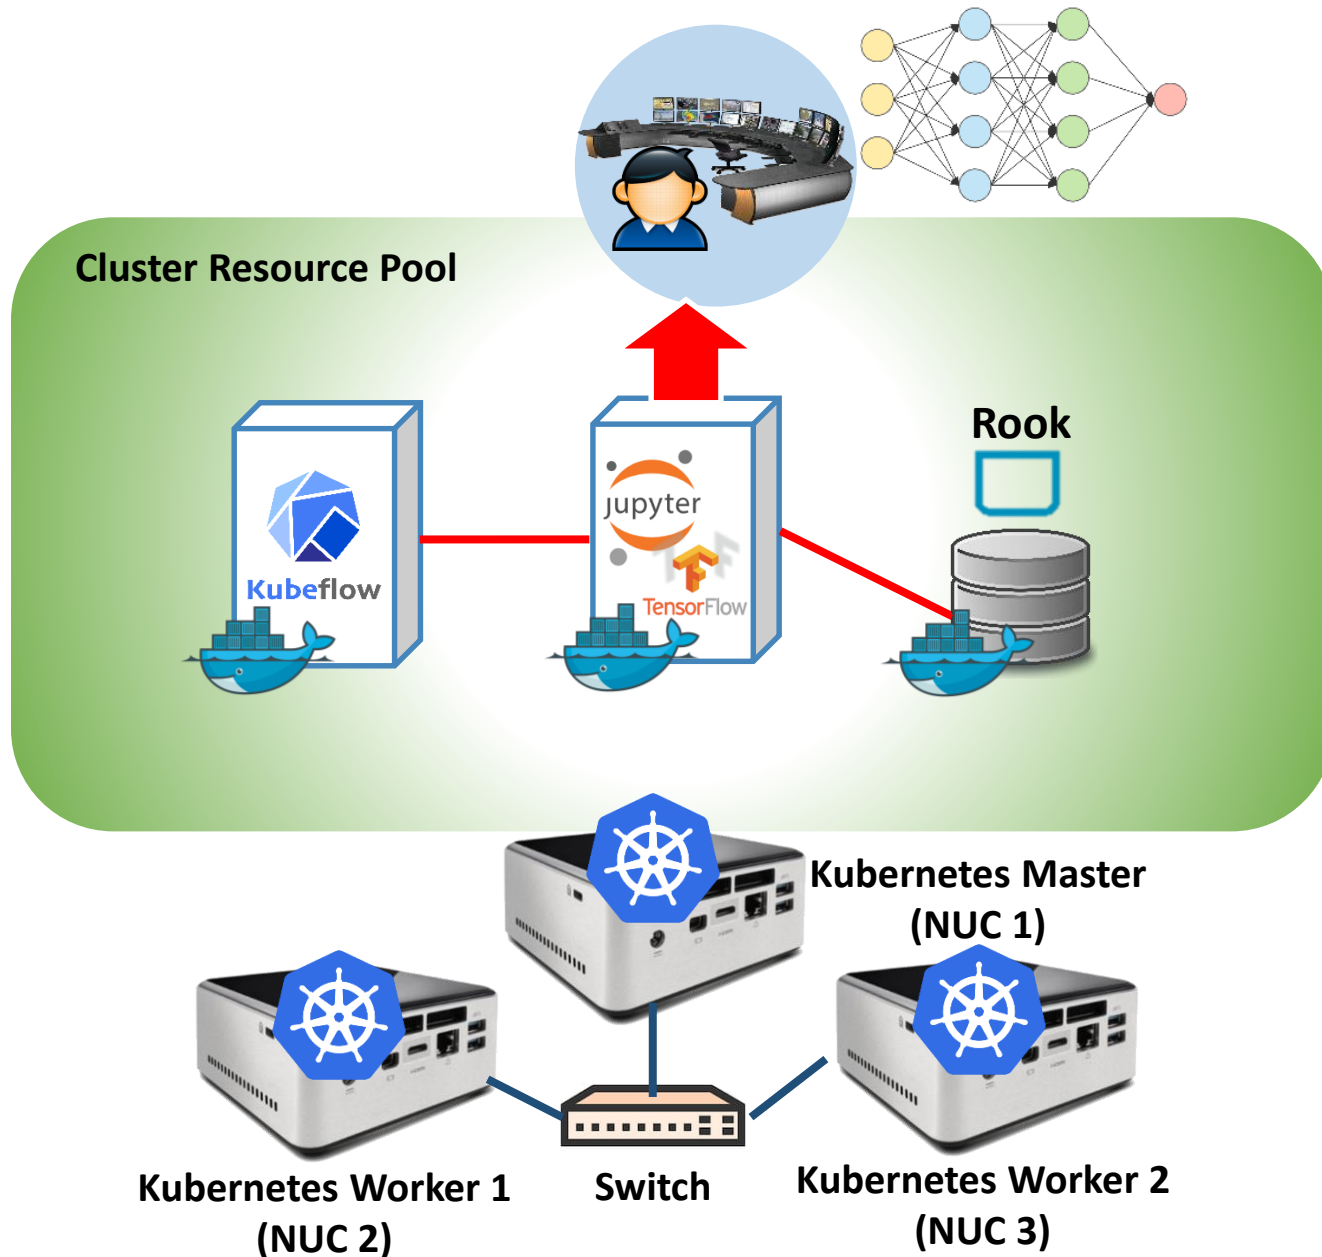 Cluster Resource Pool
Rook
jupyter
Kubeflow
TensorFlow
Kubernetes Master
(NUC 1)
Kubernetes Worker 1
(NUC 2)
Switch
Kubernetes Worker 2
(NUC 3)